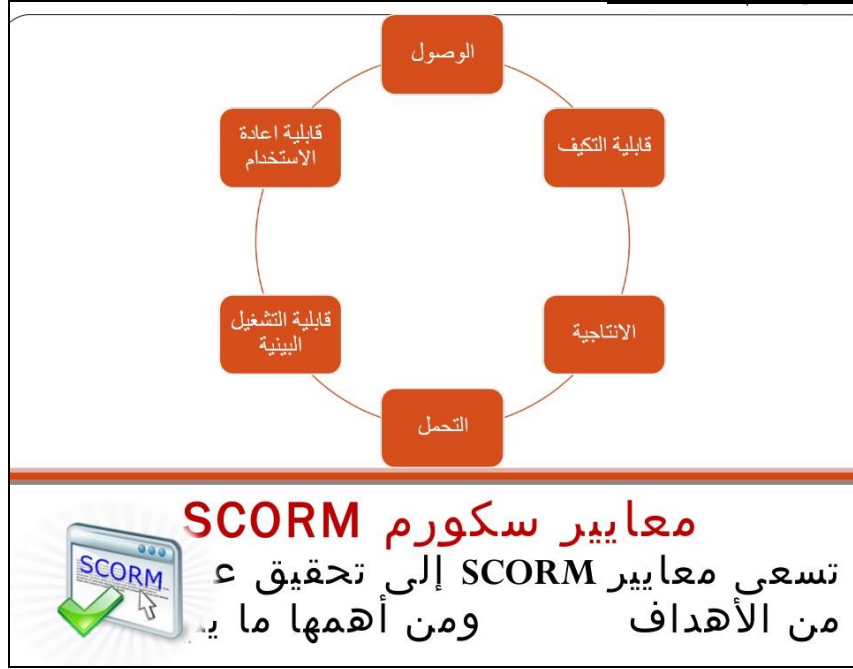 الوصول
قابلية التكيف
الانتاجية
التحمل
قابلية التشغيل
البينية
قابلية اعادة
الاستخدام
معايير سكورم SCORM
تسعى معايير SCORM إلى تحقيق
من الأهداف ومن أهمها ما
SCORM